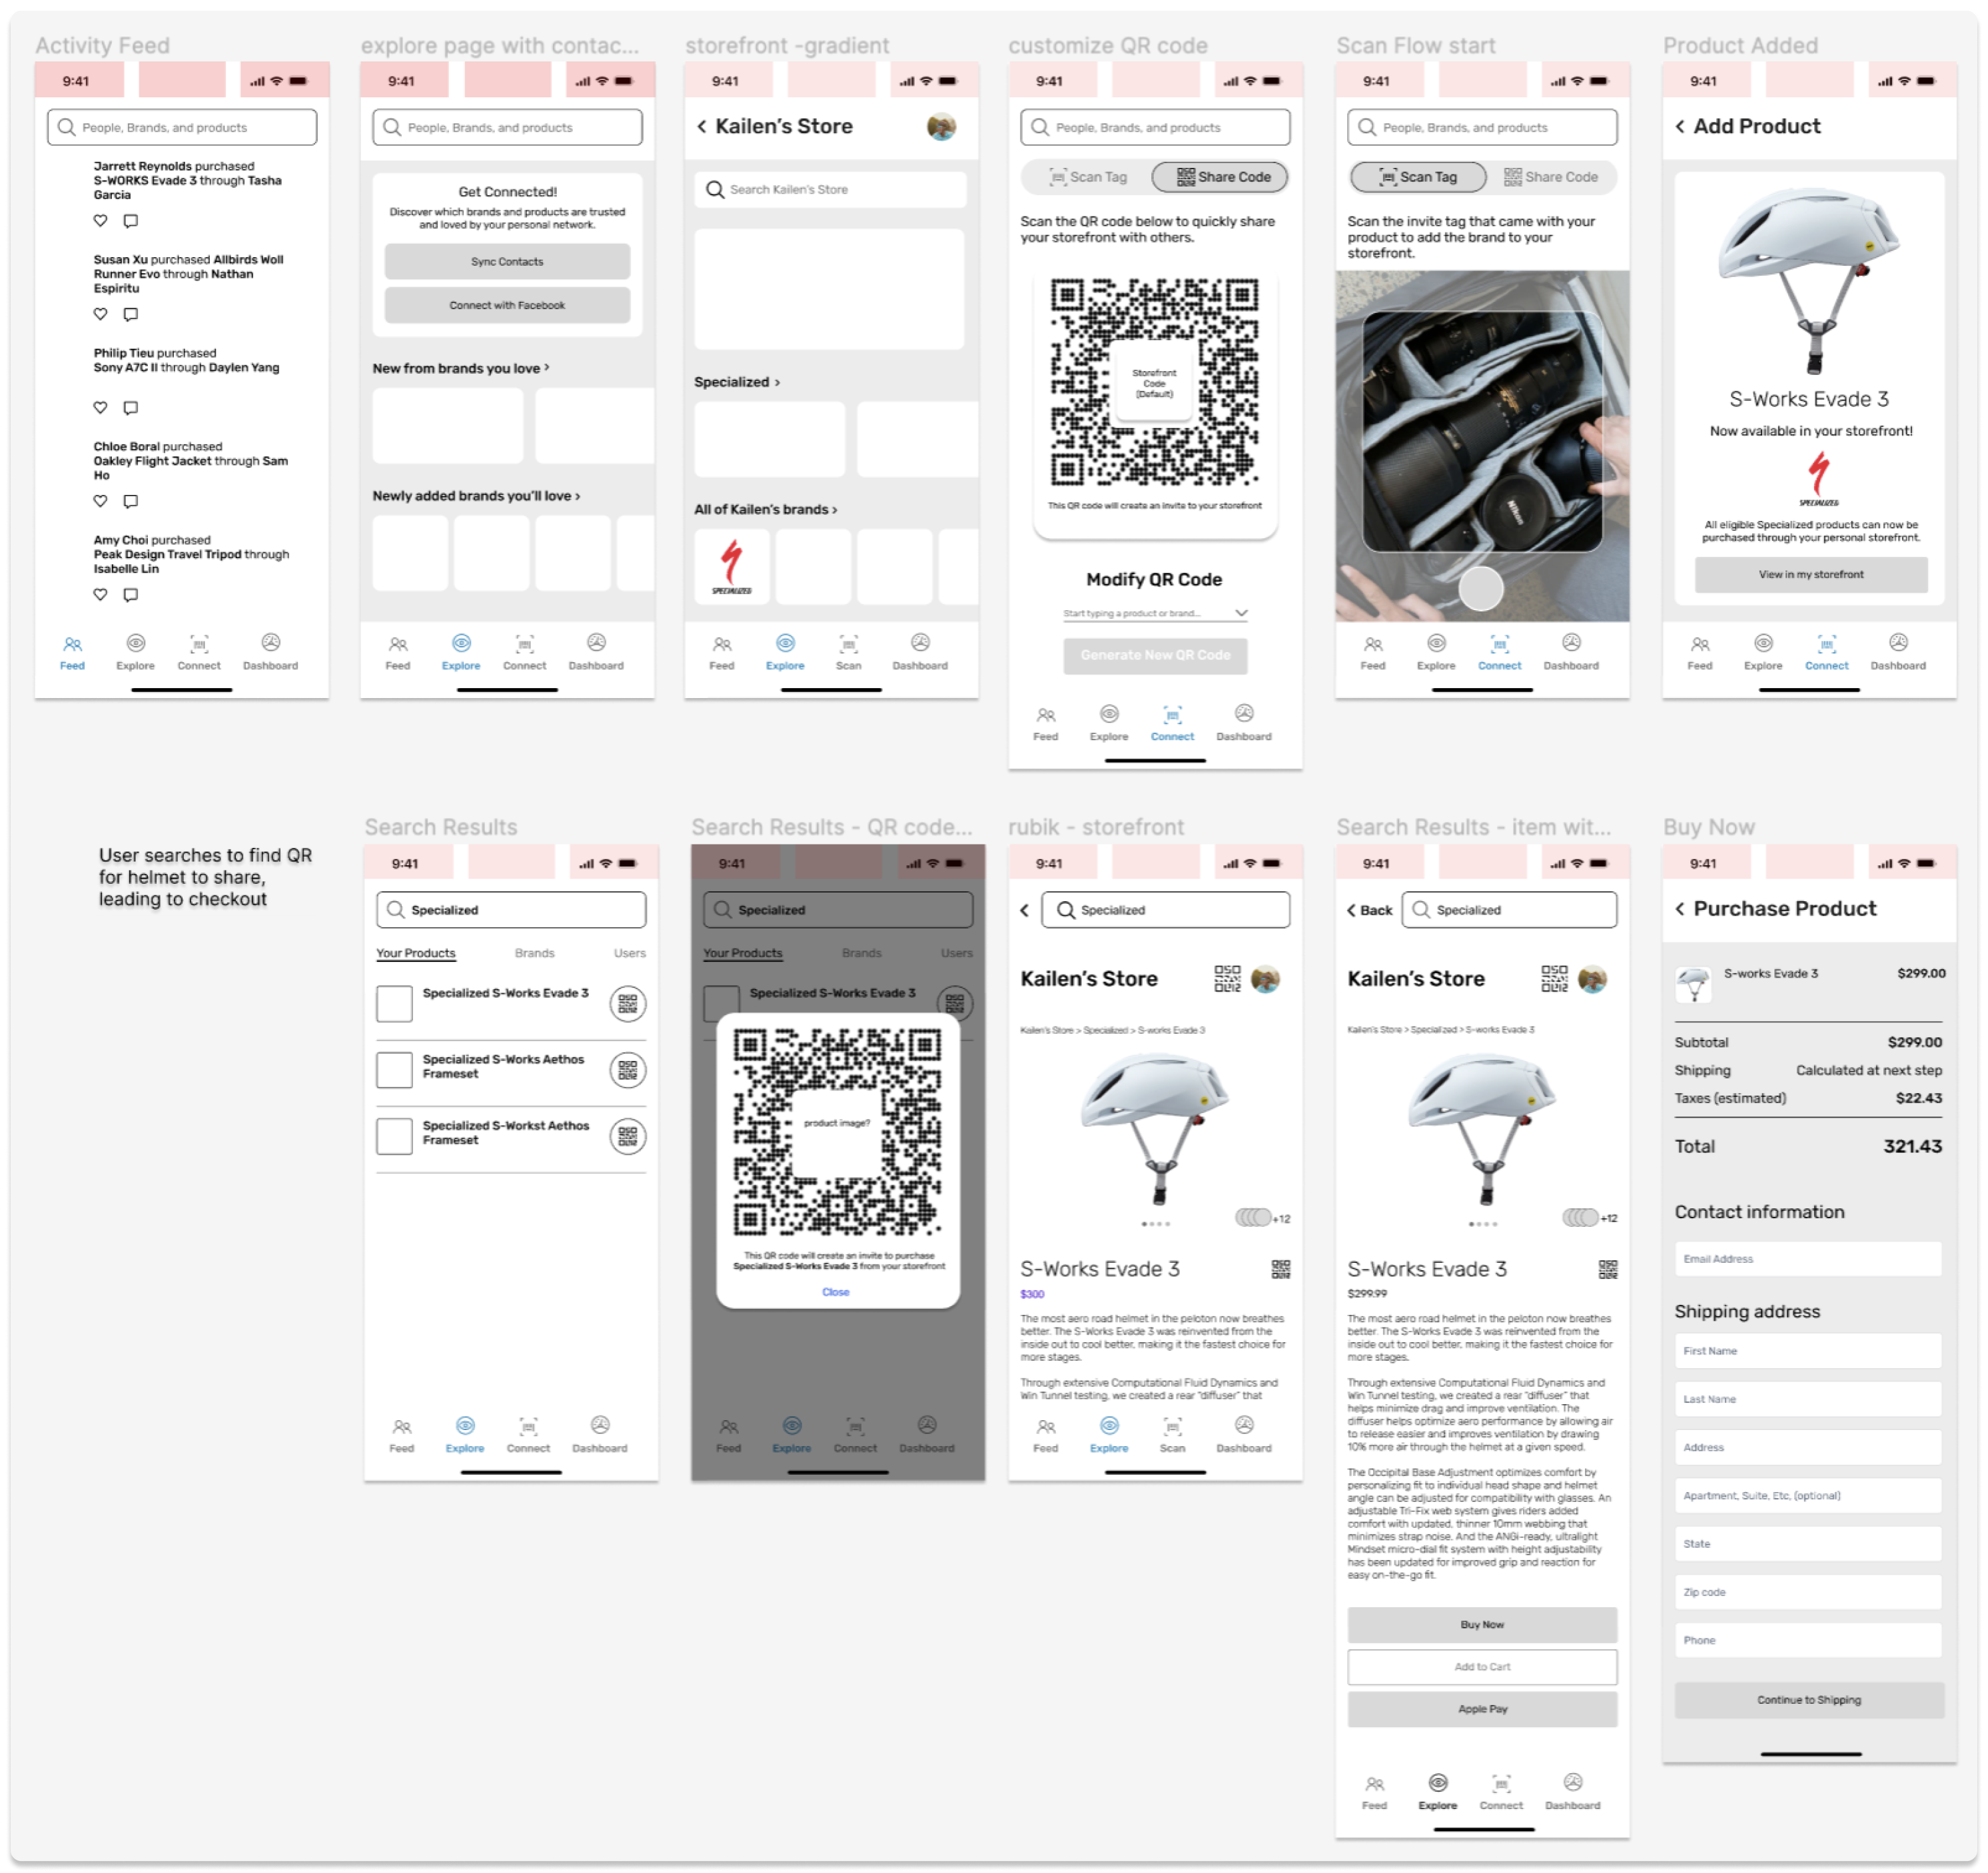 Activity Feed
9:41
People, Brands, and products
Jarrett Reynolds purchased
S-WORKS Evade 3 through Tasha
Garcia
Susan Xu purchased Allbirds Woll
Runner Evo through Nathan
Espiritu
Philip Tieu purchased
Sony A7C II through Daylen Yang
Chloe Boral purchased
Oakley Flight Jacket through Sam
Ho
Amy Choi purchased
Peak Design Travel Tripod through
Isabelle Lin
Feed Explore Connect Dashboard
explore page with contac...
9:41
People, Brands, and products
Get Connected!
Discover which brands and products are trusted
and loved by your personal network.
Sync Contacts
Connect with Facebook
New from brands you love >
Newly added brands you'll love >
Feed Explore Connect Dashboard
storefront -gradient
9:41
< Kailen's Store
Search Kailen's Store
Specialized >
All of Kailen's brands >
SPECIALIZED
Feed Explore Scan Dashboard
customize QR code
9:41
People, Brands, and products
Scan Tag Share Code
Scan the QR code below to quickly share
your storefront with others.
Storefront
Code
(Default)
This QR code will create an invite to your storefront
Modify QR Code
Start typing a product or brand...
Generate New QR Code
Feed Explore Connect Dashboard
Scan Flow start
9:41
People, Brands, and products
Scan Tag Share Code
Scan the invite tag that came with your
product to add the brand to your
storefront.
Nikon
Feed Explore Connect Dashboard
Product Added
9:41
< Add Product
S-Works Evade 3
Now available in your storefront!
SPECIALIZED
All eligible Specialized products can now be
purchased through your personal storefront.
View in my storefront
Feed Explore Connect Dashboard
User searches to find QR
for helmet to share,
leading to checkout
Search Results
9:41
Specialized
Your Products Brands Users
Specialized S-Works Evade 3
Specialized S-Works Aethos
Frameset
Specialized S-Workst Aethos
Frameset
Feed Explore Connect Dashboard
Search Results - QR code...
9:41
Specialized
Your Products Brands Users
Specialized S-Works Evade 3
product image?
This QR code will create an invite to purchase
Specialized S-Works Evade 3 from your storefront
Close
Feed Explore Connect Dashboard
rubik - storefront
9:41
Specialized
Kailen's Store
Kailen's Store > Specialized > S-works Evade 3
+12
S-Works Evade 3
$300
The most aero road helmet in the peloton now breathes
better. The S-Works Evade 3 was reinvented from the
inside out to cool better, making it the fastest choice for
more stages.
Through extensive Computational Fluid Dynamics and
Win Tunnel testing, we created a rear "diffuser" that
Feed Explore Scan Dashboard
Search Results - item wit...
9:41
< Back Specialized
Kailen's Store
Kailen's Store > Specialized > S-works Evade 3
+12
S-Works Evade 3
$299.99
The most aero road helmet in the peloton now breathes
better. The S-Works Evade 3 was reinvented from the
inside out to cool better, making it the fastest choice for
more stages.
Through extensive Computational Fluid Dynamics and
Win Tunnel testing, we created a rear "diffuser" that
helps minimize drag and improve ventilation. The
diffuser helps optimize aero performance by allowing air
to release easier and improves ventilation by drawing
10% more air through the helmet at a given speed.
The Occipital Base Adjustment optimizes comfort by
personalizing fit to individual head shape and helmet
angle can be adjusted for compatibility with glasses. An
adjustable Tri-Fix web system gives riders added
comfort with updated, thinner 10mm webbing that
minimizes strap noise. And the ANGi-ready, ultralight
Mindset micro-dial fit system with height adjustability
has been updated for improved grip and reaction for
easy on-the-go fit.
Buy Now
Add to Cart
Apple Pay
Feed Explore Connect Dashboard
Buy Now
9:41
< Purchase Product
S-works Evade 3 $299.00
Subtotal $299.00
Shipping Calculated at next step
Taxes (estimated) $22.43
Total 321.43
Contact information
Email Address
Shipping address
First Name
Last Name
Address
Apartment, Suite, Etc, (optional)
State
Zip code
Phone
Continue to Shipping